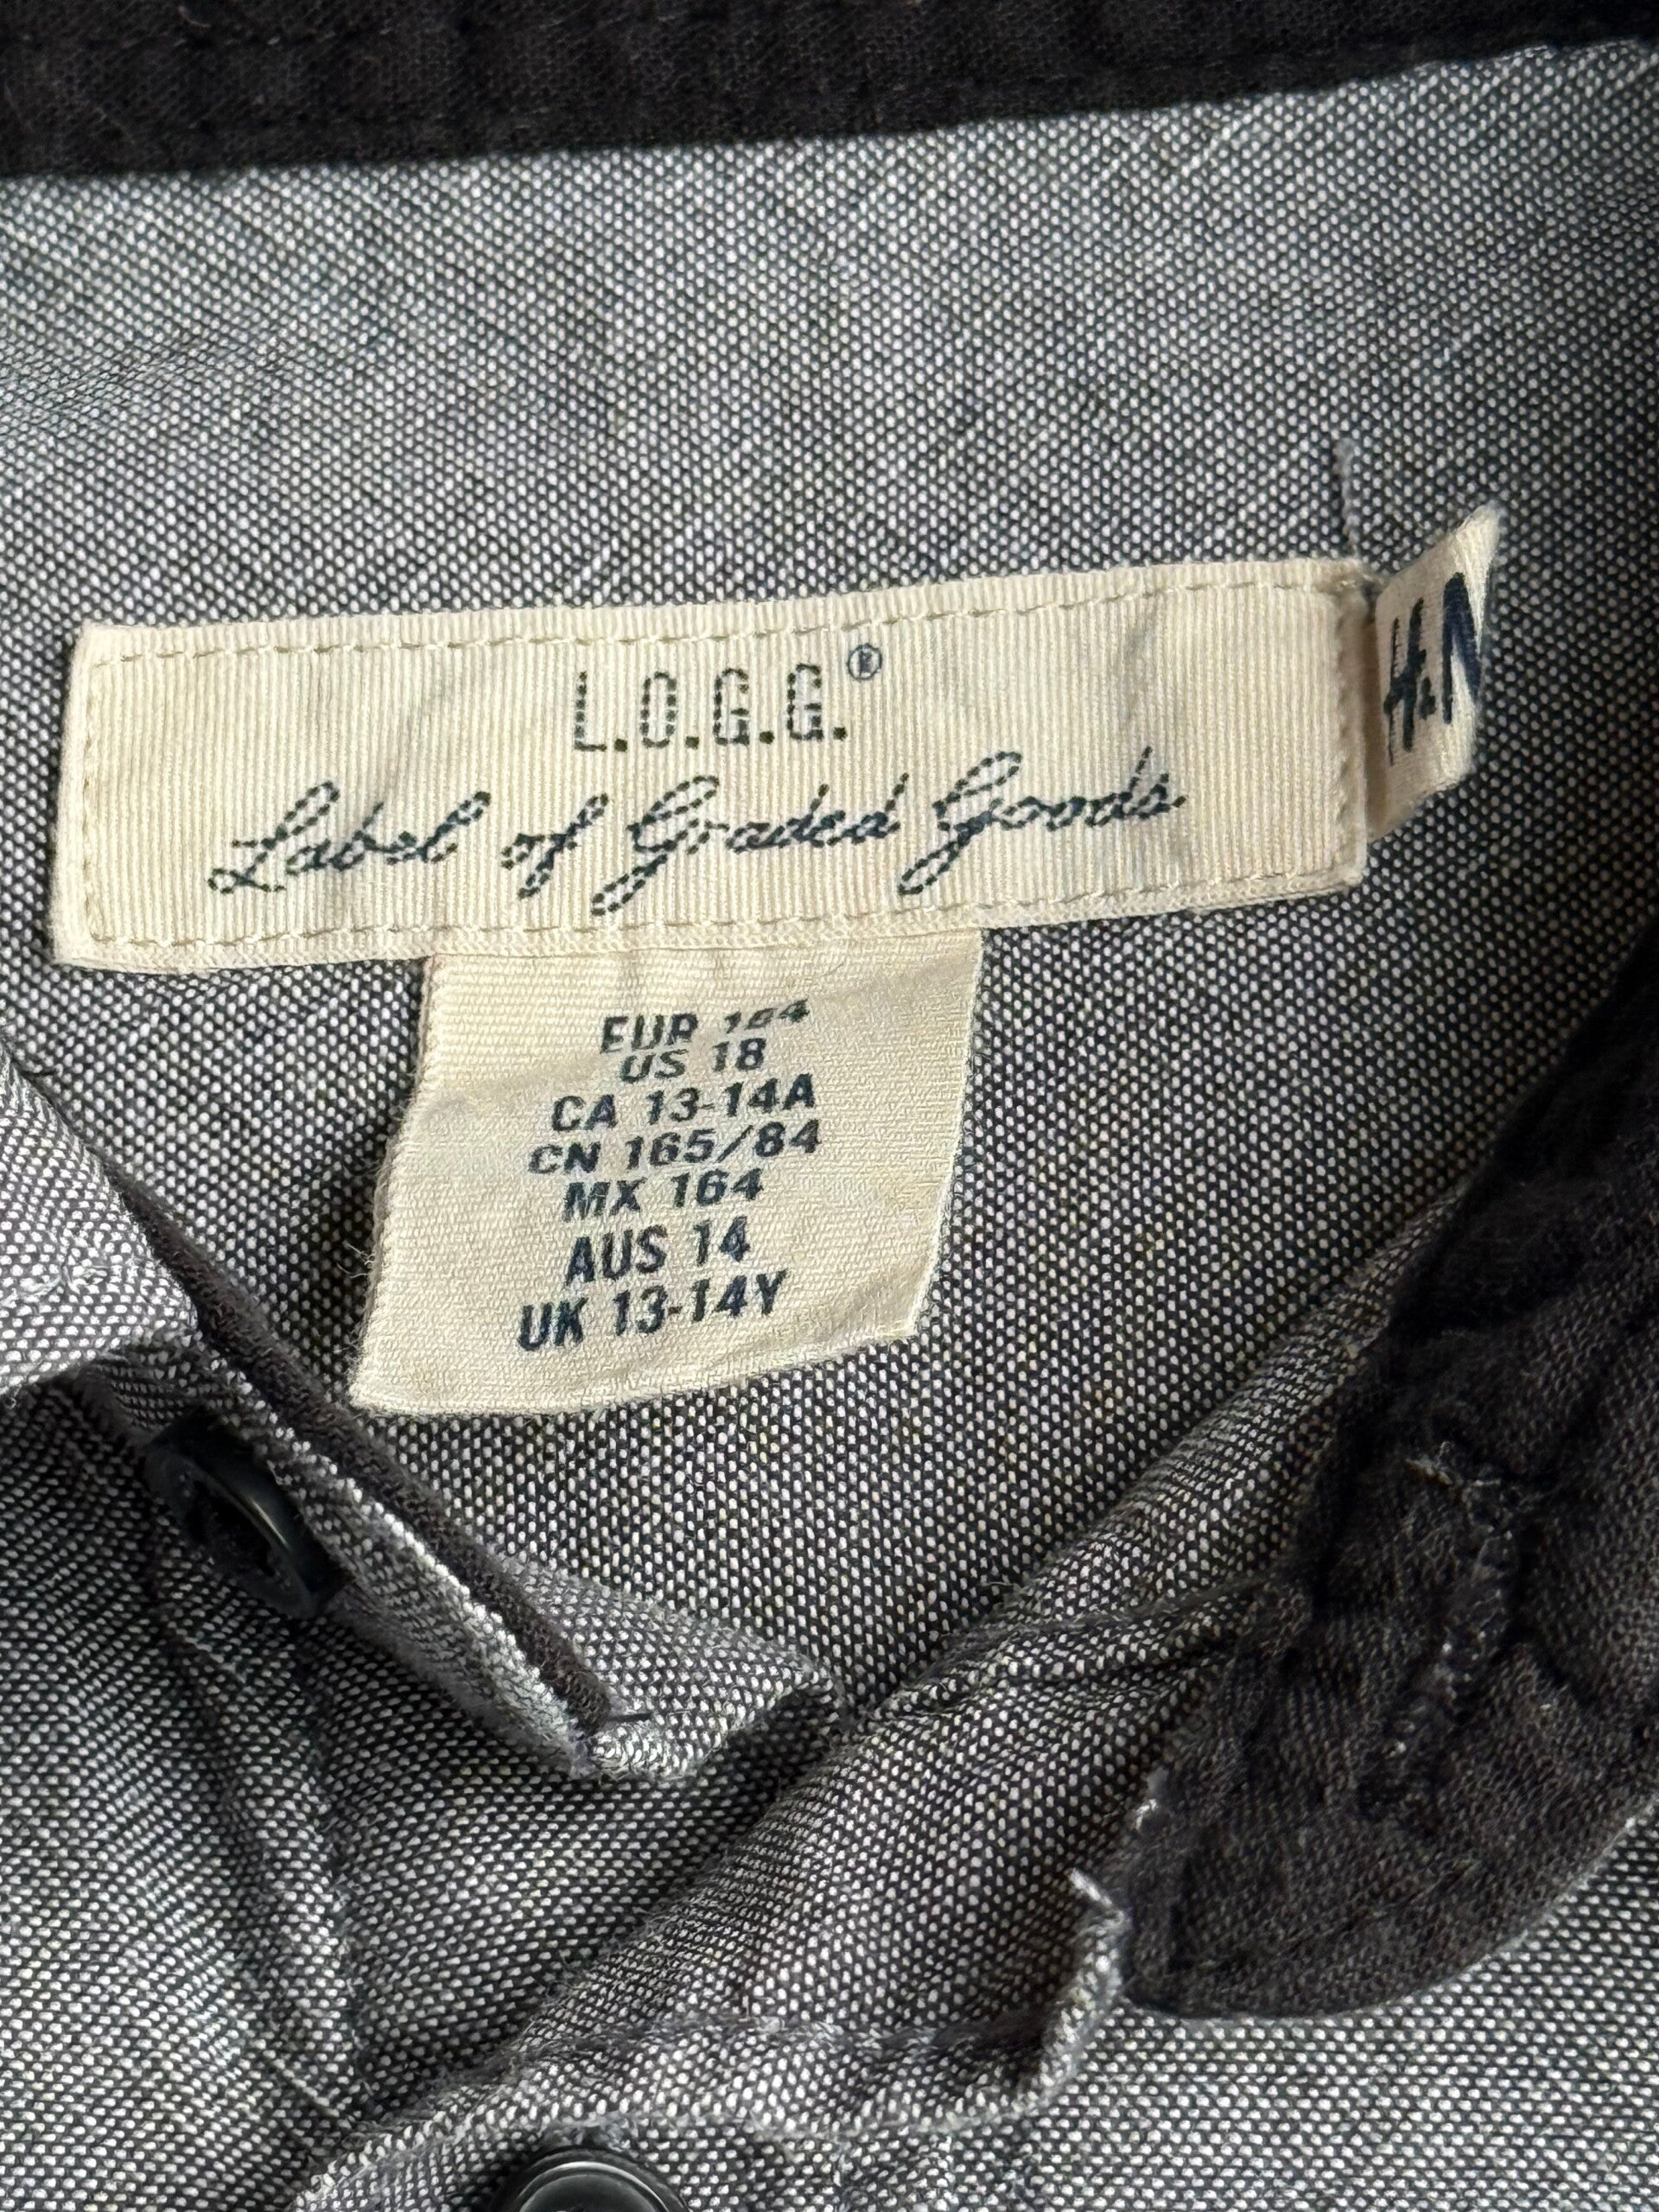 L.O.G.G.®
Label of Graded Goods
H&M
EUR 164
US 18
CA 13-14A
CN 165/84
MX 164
AUS 14
UK 13-14Y